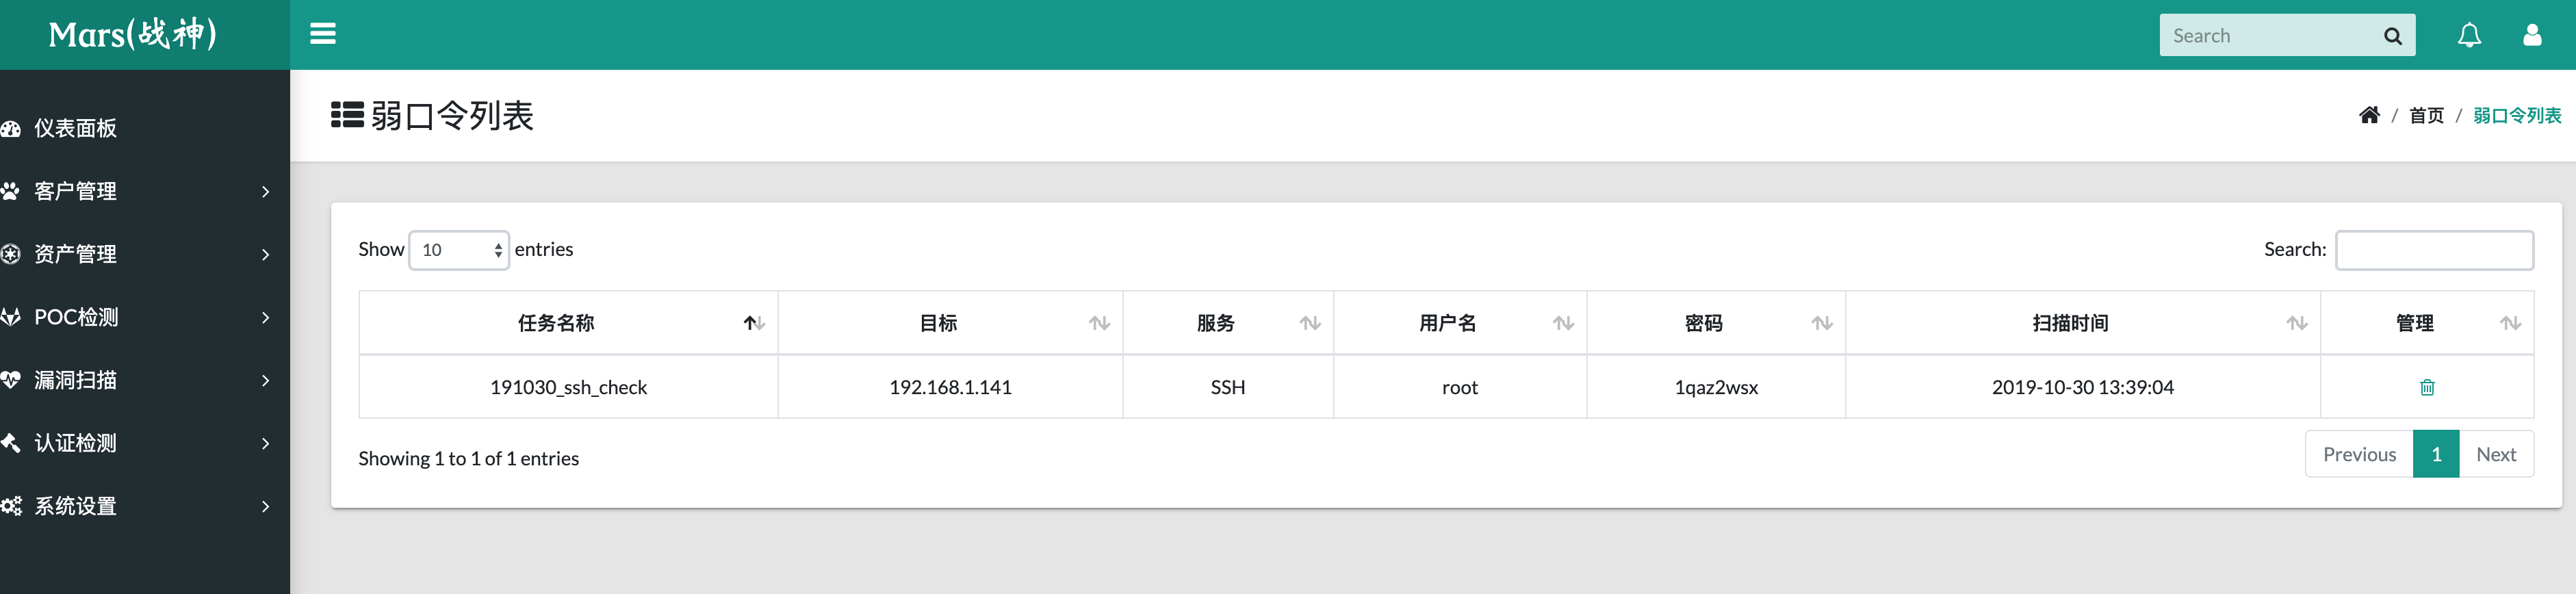 Mars(战神)
Search
仪表面板
客户管理
资产管理
POC检测
漏洞扫描
认证检测
系统设置
弱口令列表
/ 首页 / 弱口令列表
Show 10 entries
Search:
任务名称 目标 服务 用户名 密码 扫描时间 管理
191030_ssh_check 192.168.1.141 SSH root 1qaz2wsx 2019-10-30 13:39:04
Showing 1 to 1 of 1 entries
Previous 1 Next